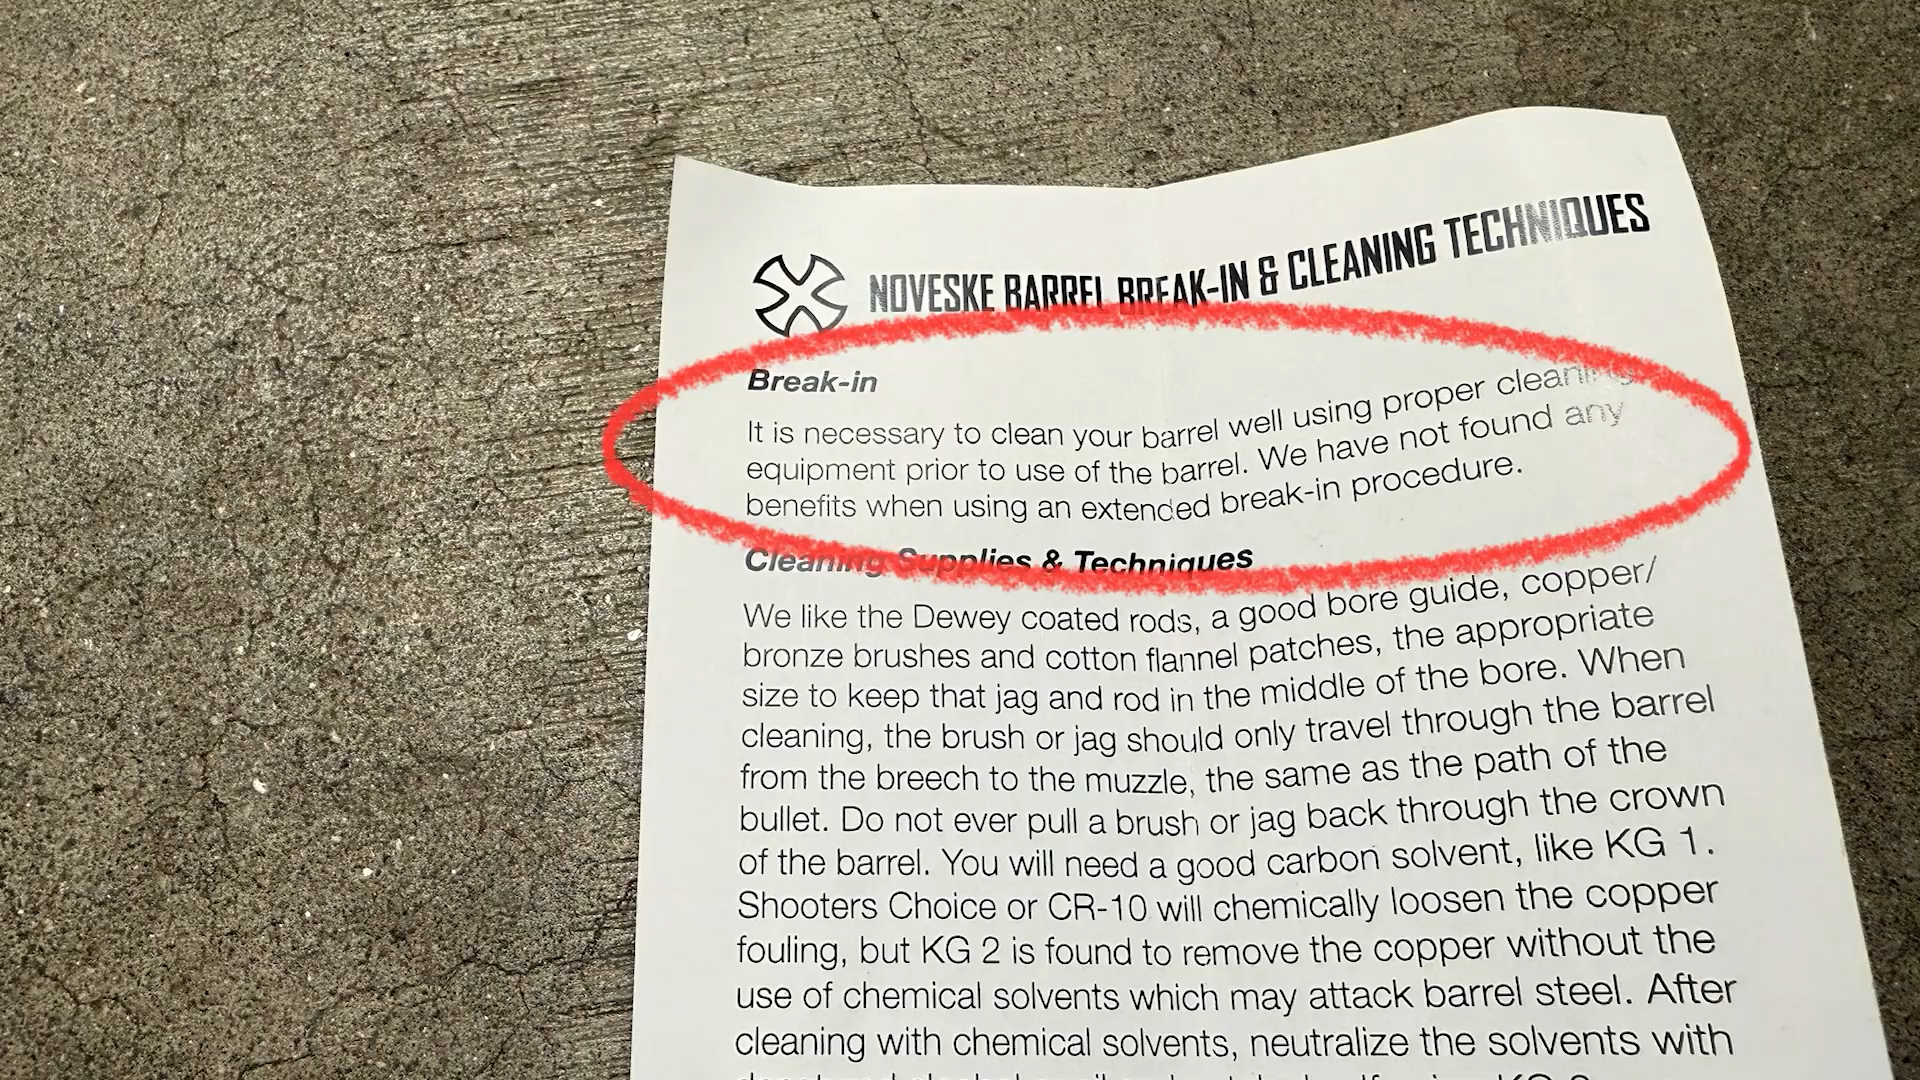 NOVESKE BARREL BREAK-IN & CLEANING TECHNIQUES
Break-in
It is necessary to clean your barrel well using proper cleaning
equipment prior to use of the barrel. We have not found any
benefits when using an extended break-in procedure.
Cleaning Supplies & Techniques
We like the Dewey coated rods, a good bore guide, copper/
bronze brushes and cotton flannel patches, the appropriate
size to keep that jag and rod in the middle of the bore. When
cleaning, the brush or jag should only travel through the barrel
from the breech to the muzzle, the same as the path of the
bullet. Do not ever pull a brush or jag back through the crown
of the barrel. You will need a good carbon solvent, like KG 1.
Shooters Choice or CR-10 will chemically loosen the copper
fouling, but KG 2 is found to remove the copper without the
use of chemical solvents which may attack barrel steel. After
cleaning with chemical solvents, neutralize the solvents with